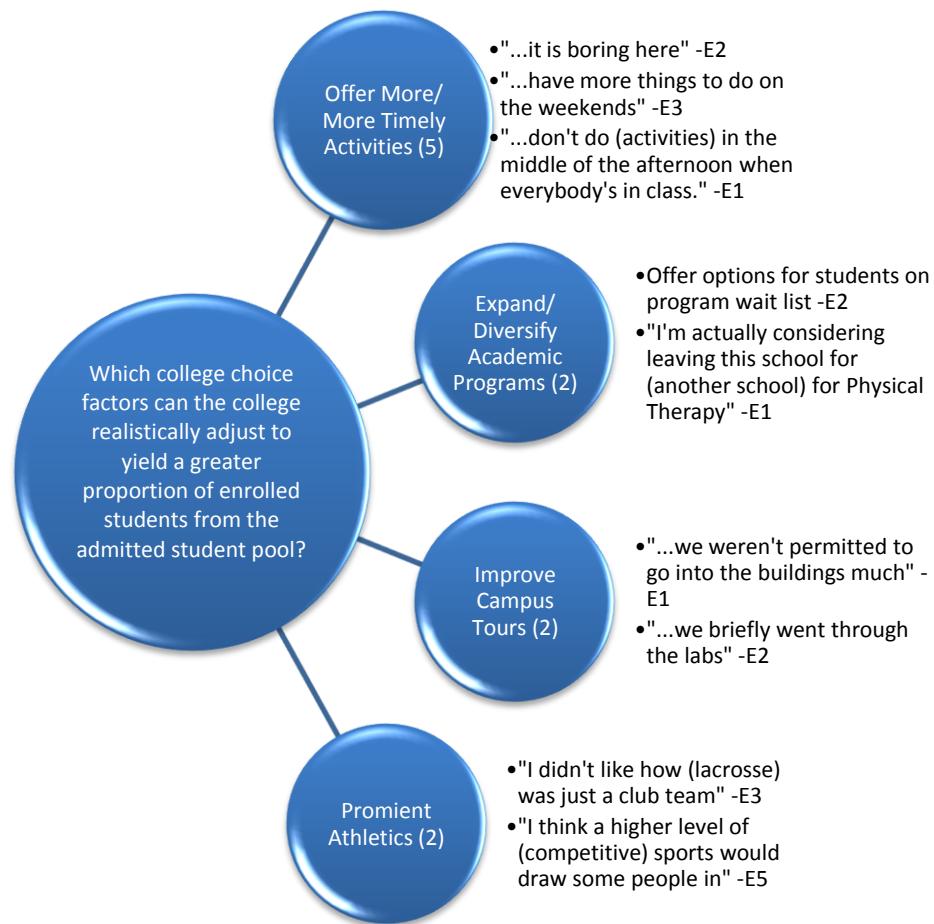 Offer More/
More Timely
Activities (5)
•"...it is boring here" -E2
•"...have more things to do on
the weekends" -E3
•"...don't do (activities) in the
middle of the afternoon when
everybody's in class." -E1
Which college choice
factors can the college
realistically adjust to
yield a greater
proportion of enrolled
students from the
admitted student pool?
Expand/
Diversify
Academic
Programs (2)
•Offer options for students on
program wait list -E2
•"I'm actually considering
leaving this school for
(another school) for Physical
Therapy" -E1
Improve
Campus
Tours (2)
•"...we weren't permitted to
go into the buildings much" -
E1
•"...we briefly went through
the labs" -E2
Promient
Athletics (2)
•"I didn't like how (lacrosse)
was just a club team" -E3
•"I think a higher level of
(competitive) sports would
draw some people in" -E5